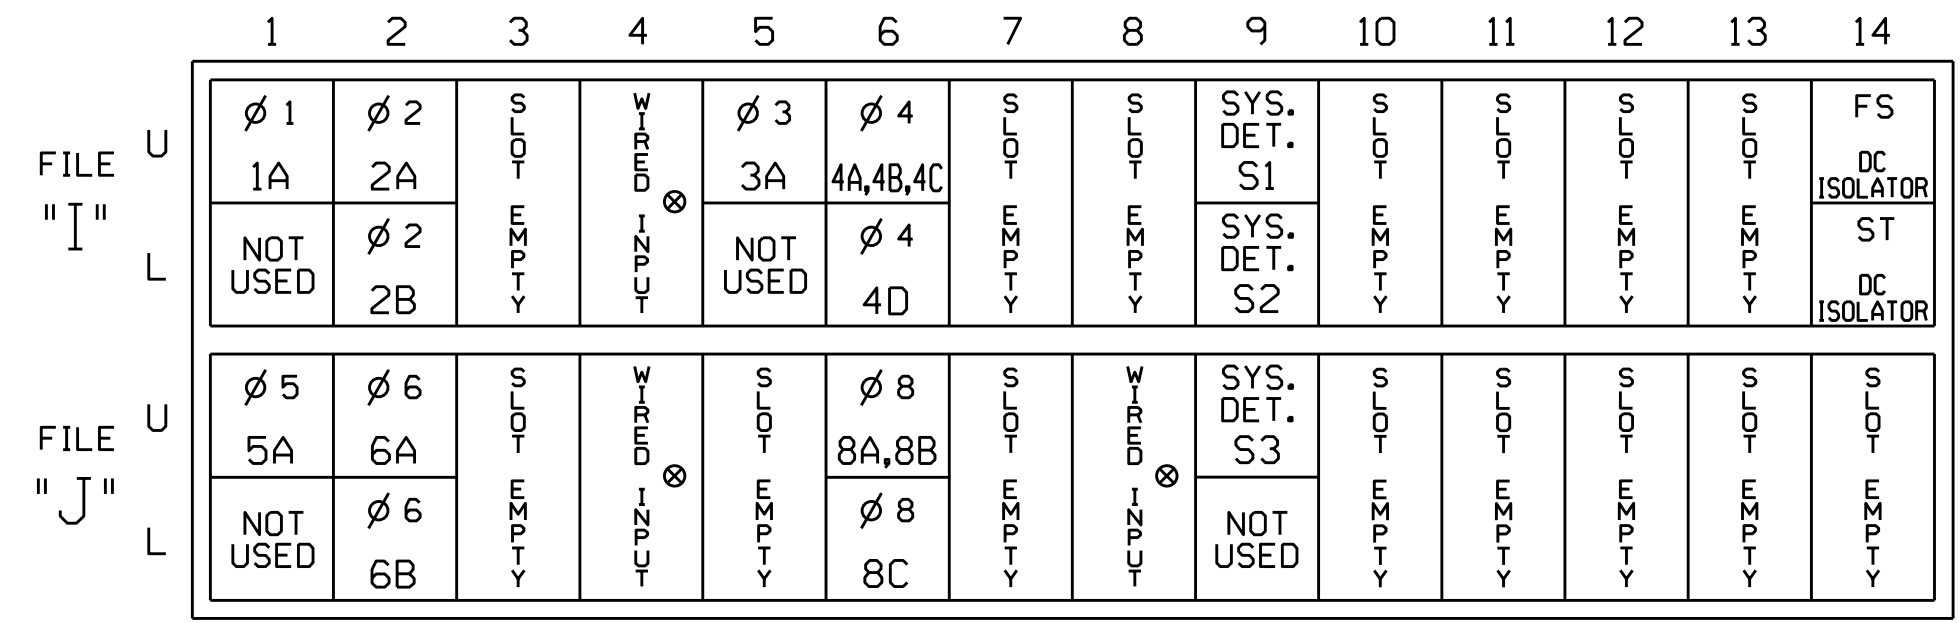 1 2 3 4 5 6 7 8 9 10 11 12 13 14
FILE
"I"
U
L
Ø 1
1A
NOT
USED
Ø 2
2A
Ø 2
2B
SLOT EMPTY
WIRED INPUT
Ø 3
3A
NOT
USED
Ø 4
4A,4B,4C
Ø 4
4D
SLOT EMPTY
SLOT EMPTY
SYS.
DET.
S1
SYS.
DET.
S2
SLOT EMPTY
SLOT EMPTY
SLOT EMPTY
SLOT EMPTY
FS
DC
ISOLATOR
ST
DC
ISOLATOR
FILE
"J"
U
L
Ø 5
5A
NOT
USED
Ø 6
6A
Ø 6
6B
SLOT EMPTY
WIRED INPUT
SLOT EMPTY
Ø 8
8A,8B
Ø 8
8C
SLOT EMPTY
WIRED INPUT
SYS.
DET.
S3
NOT
USED
SLOT EMPTY
SLOT EMPTY
SLOT EMPTY
SLOT EMPTY
SLOT EMPTY